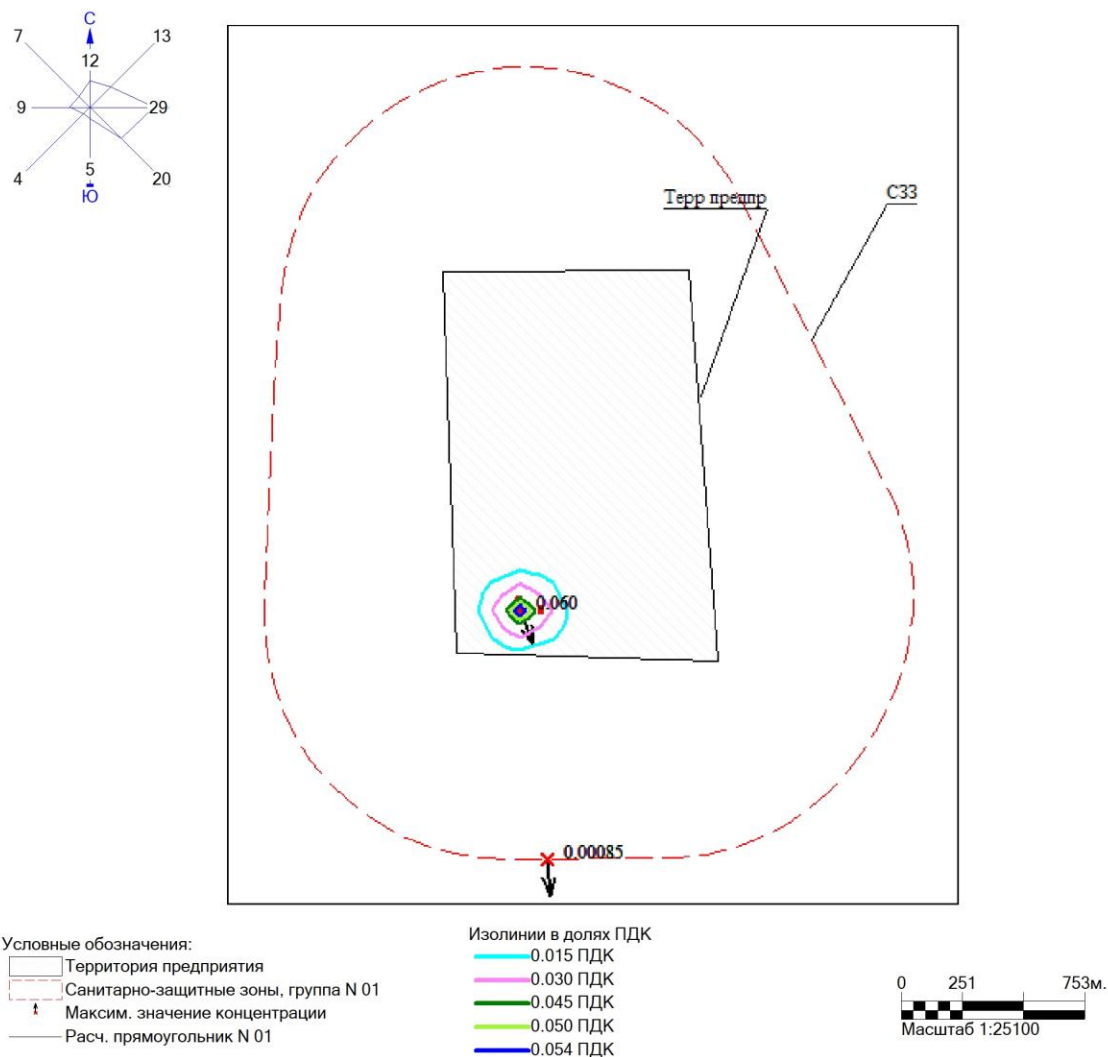 С
7 13
12
9 29
5
4 20
Ю
Терр предпр
СЗЗ
0.060
0.00085
Условные обозначения:
Территория предприятия
Санитарно-защитные зоны, группа N 01
Максим. значение концентрации
Расч. прямоугольник N 01
Изолинии в долях ПДК
0.015 ПДК
0.030 ПДК
0.045 ПДК
0.050 ПДК
0.054 ПДК
0 251 753м.
Масштаб 1:25100